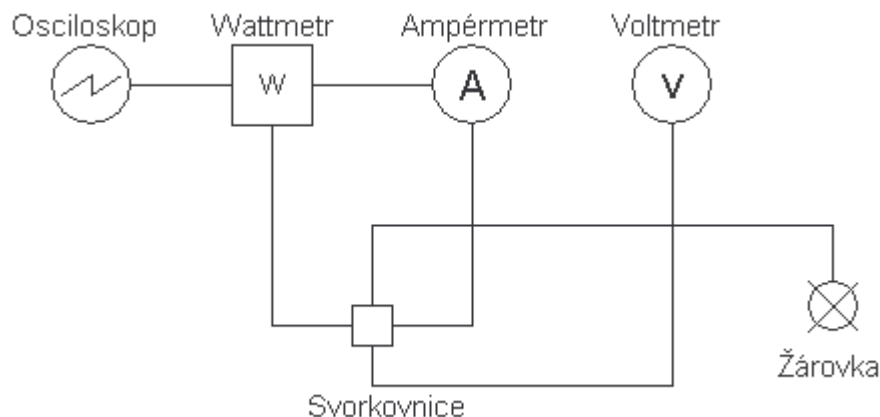 Osciloskop Wattmetr Ampérmetr Voltmetr
W A V
Žárovka
Svorkovnice